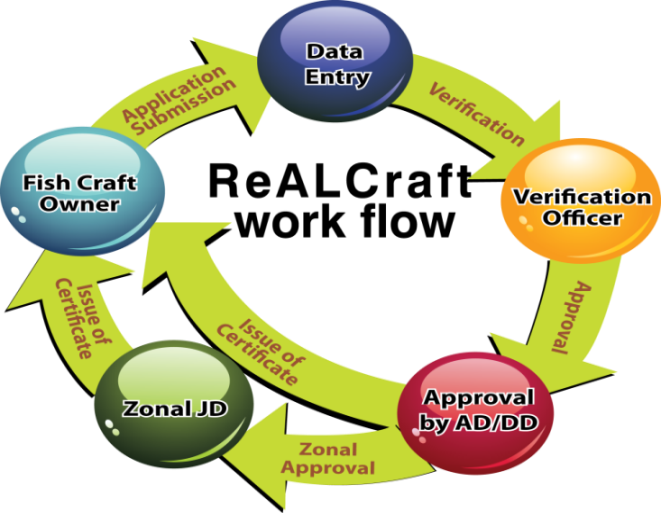 Data
Entry
Application
Submission
Verification
Fish Craft
Owner
ReALCraft
work flow
Verification
Officer
Approval
Issue of
Certificate
Issue of
Certificate
Zonal JD
Approval
by AD/DD
Zonal
Approval